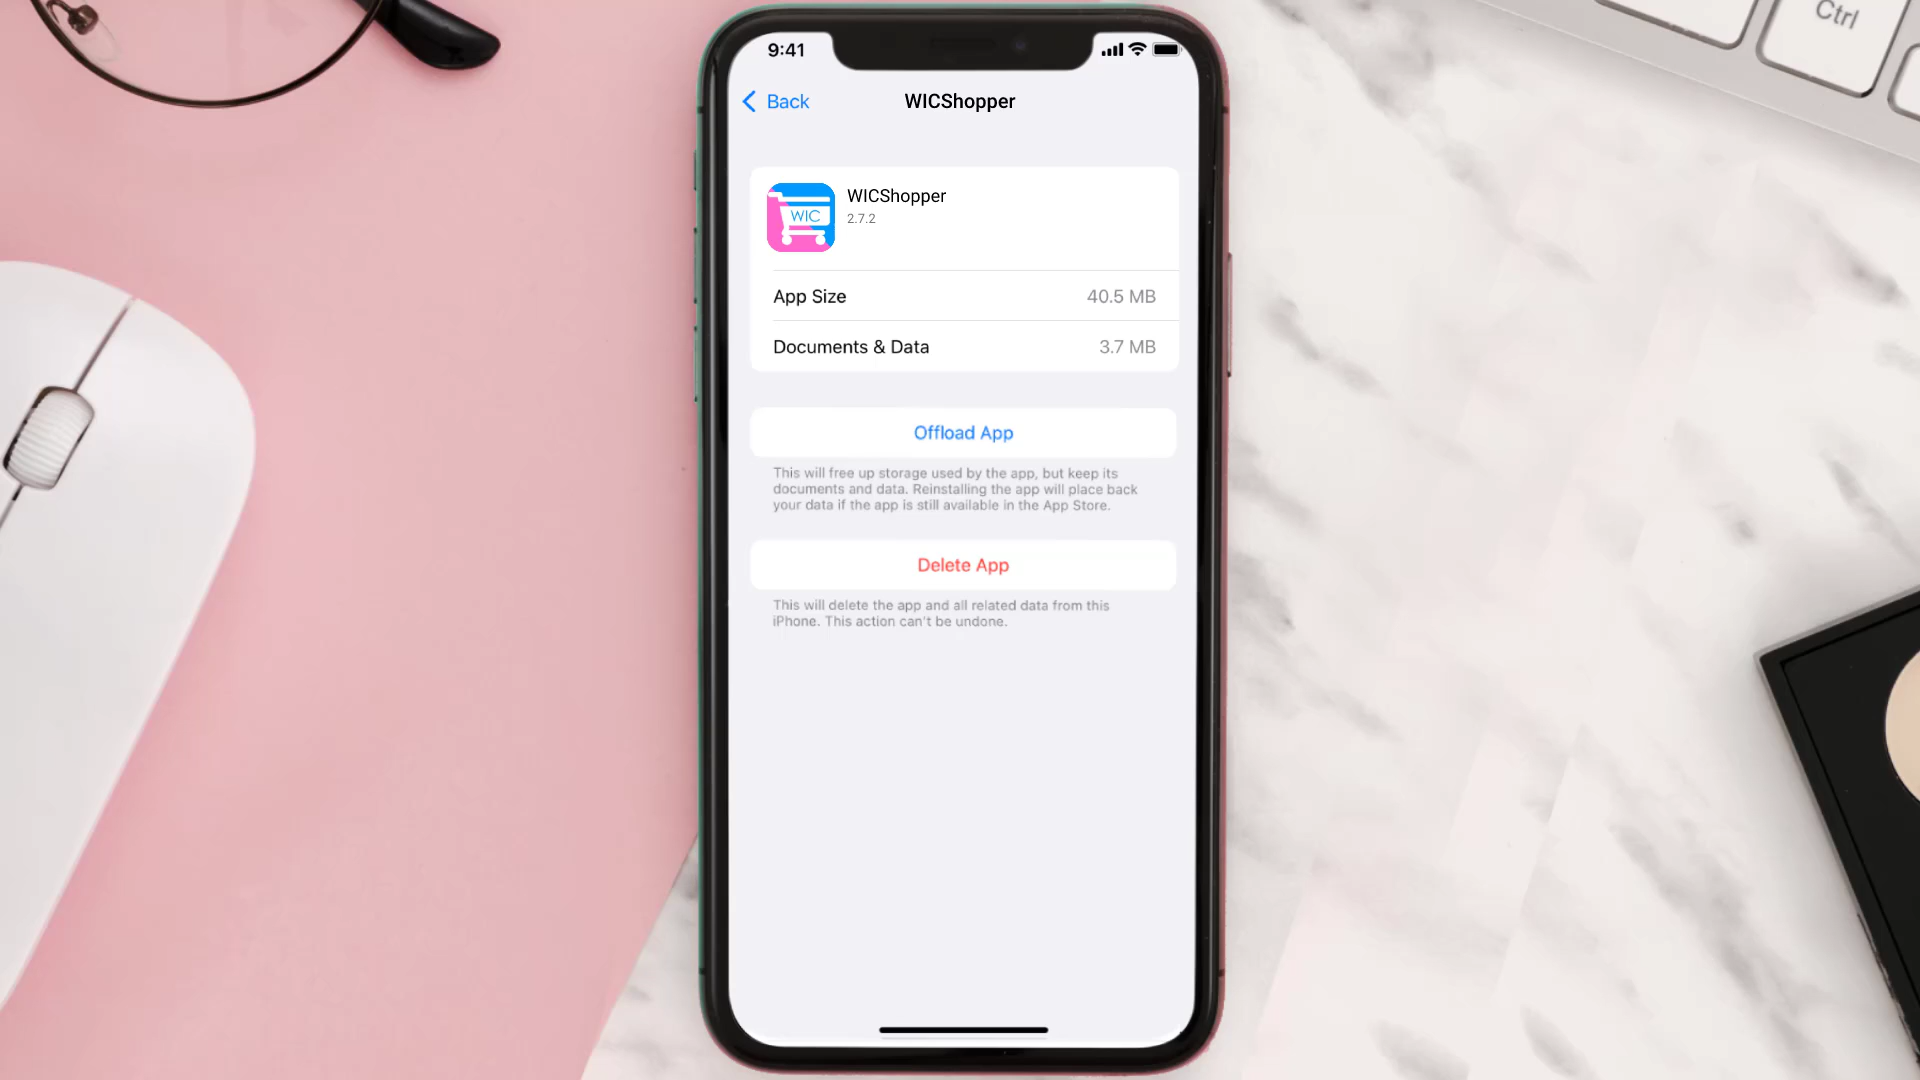 Ctrl
9:41
Back
WICShopper
WIC
WICShopper
2.7.2
App Size
40.5 MB
Documents & Data
3.7 MB
Offload App
This will free up storage used by the app, but keep its
documents and data. Reinstalling the app will place back
your data if the app is still available in the App Store.
Delete App
This will delete the app and all related data from this
iPhone. This action can't be undone.